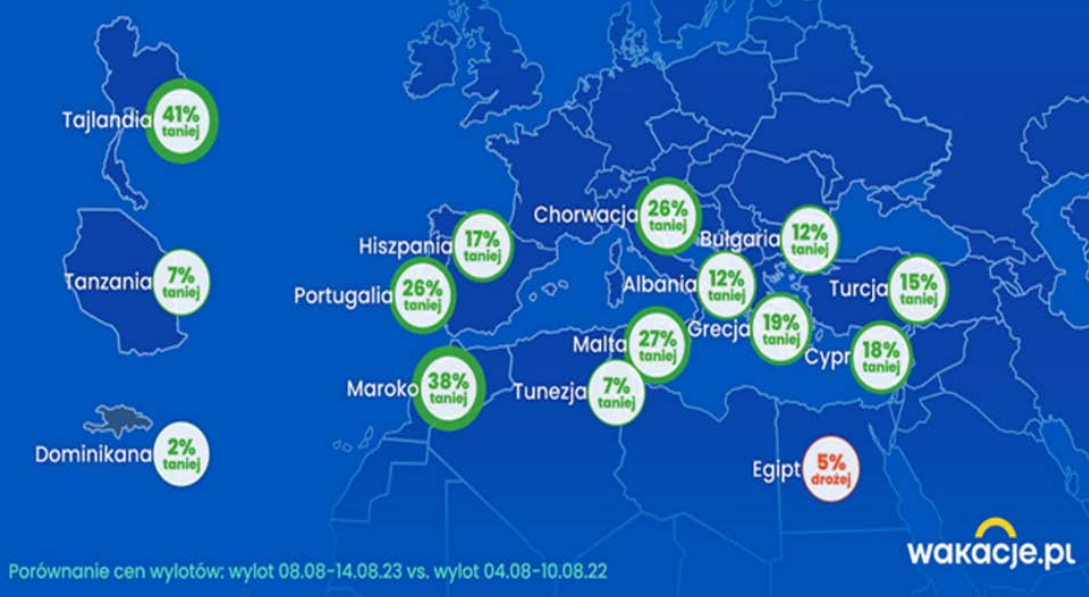 Tajlandia 41% taniej
Tanzania 7% taniej
Dominikana 2% taniej
Chorwacja 26% taniej
Hiszpania 17% taniej
Bułgaria 12% taniej
Portugalia 26% taniej
Albania 12% taniej
Turcja 15% taniej
Malta 27% taniej
Grecja 19% taniej
Cypr 18% taniej
Maroko 38% taniej
Tunezja 7% taniej
Egipt 5% drożej
wakacje.pl
Porównanie cen wylotów: wylot 08.08-14.08.23 vs. wylot 04.08-10.08.22